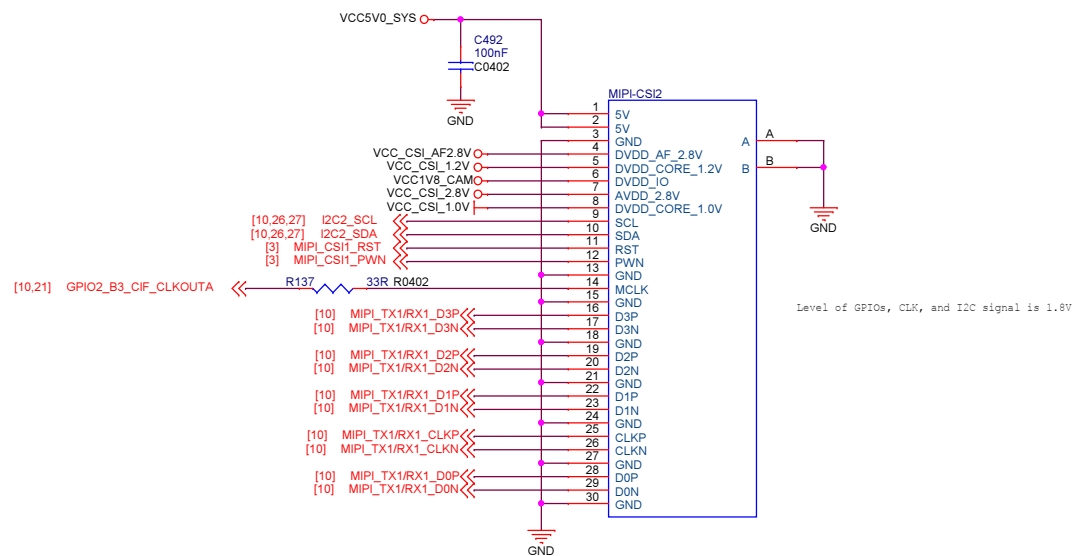 VCC5V0_SYS
C492
100nF
C0402
GND
MIPI-CSI2
1 5V
2 5V
3 GND
VCC_CSI_AF2.8V 4 DVDD_AF_2.8V
VCC_CSI_1.2V 5 DVDD_CORE_1.2V
VCC1V8_CAM 6 DVDD_IO
VCC_CSI_2.8V 7 AVDD_2.8V
VCC_CSI_1.0V 8 DVDD_CORE_1.0V
[10,26,27] I2C2_SCL 9 SCL
[10,26,27] I2C2_SDA 10 SDA
[3] MIPI_CSI1_RST 11 RST
[3] MIPI_CSI1_PWN 12 PWN
13 GND
[10,21] GPIO2_B3_CIF_CLKOUTA R137 33R R0402 14 MCLK
15 GND
[10] MIPI_TX1/RX1_D3P 16 D3P
[10] MIPI_TX1/RX1_D3N 17 D3N
18 GND
[10] MIPI_TX1/RX1_D2P 19 D2P
[10] MIPI_TX1/RX1_D2N 20 D2N
21 GND
[10] MIPI_TX1/RX1_D1P 22 D1P
[10] MIPI_TX1/RX1_D1N 23 D1N
24 GND
[10] MIPI_TX1/RX1_CLKP 25 CLKP
[10] MIPI_TX1/RX1_CLKN 26 CLKN
27 GND
[10] MIPI_TX1/RX1_D0P 28 D0P
[10] MIPI_TX1/RX1_D0N 29 D0N
30 GND
GND
A A
B B
GND
Level of GPIOs, CLK, and I2C signal is 1.8V